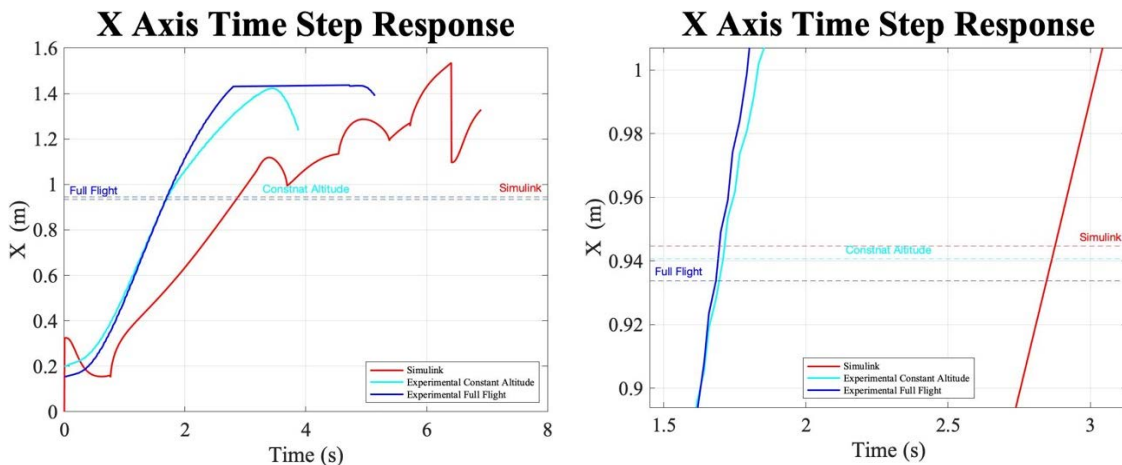 X Axis Time Step Response
1.6
1.4
1.2
1
0.8
0.6
0.4
0.2
0
X (m)
Full Flight
Constnat Altitude
Simulink
Simulink
Experimental Constant Altitude
Experimental Full Flight
0 2 4 6 8
Time (s)
X Axis Time Step Response
1
0.98
0.96
0.94
0.92
0.9
X (m)
Simulink
Constnat Altitude
Full Flight
Simulink
Experimental Constant Altitude
Experimental Full Flight
1.5 2 2.5 3
Time (s)